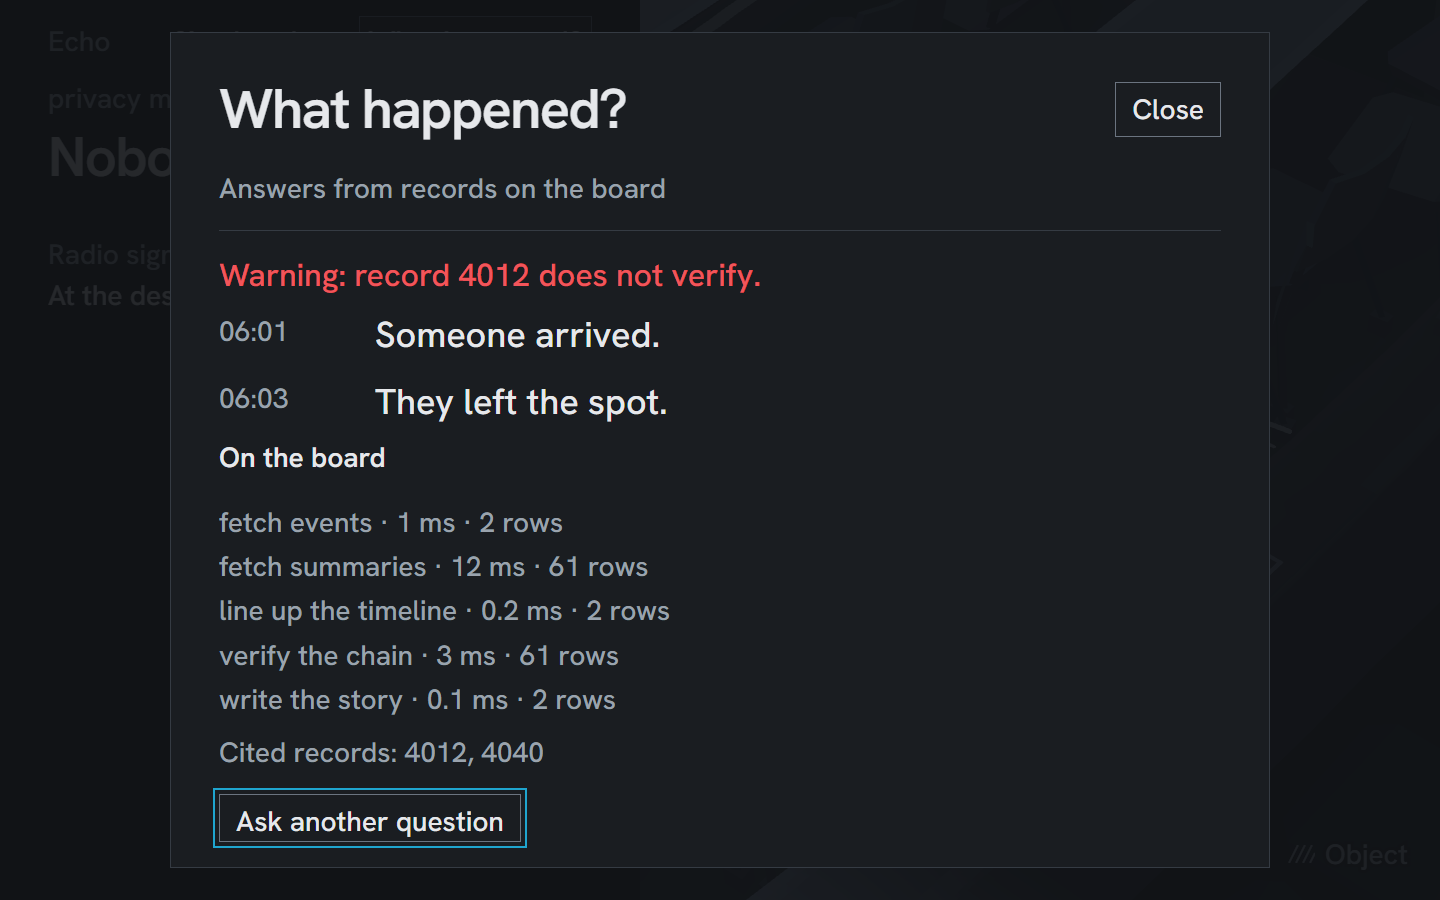 Echo
privacy m
Nobo
Radio sign
At the des
What happened?
Close
Answers from records on the board
Warning: record 4012 does not verify.
06:01 Someone arrived.
06:03 They left the spot.
On the board
fetch events · 1 ms · 2 rows
fetch summaries · 12 ms · 61 rows
line up the timeline · 0.2 ms · 2 rows
verify the chain · 3 ms · 61 rows
write the story · 0.1 ms · 2 rows
Cited records: 4012, 4040
Ask another question
Object